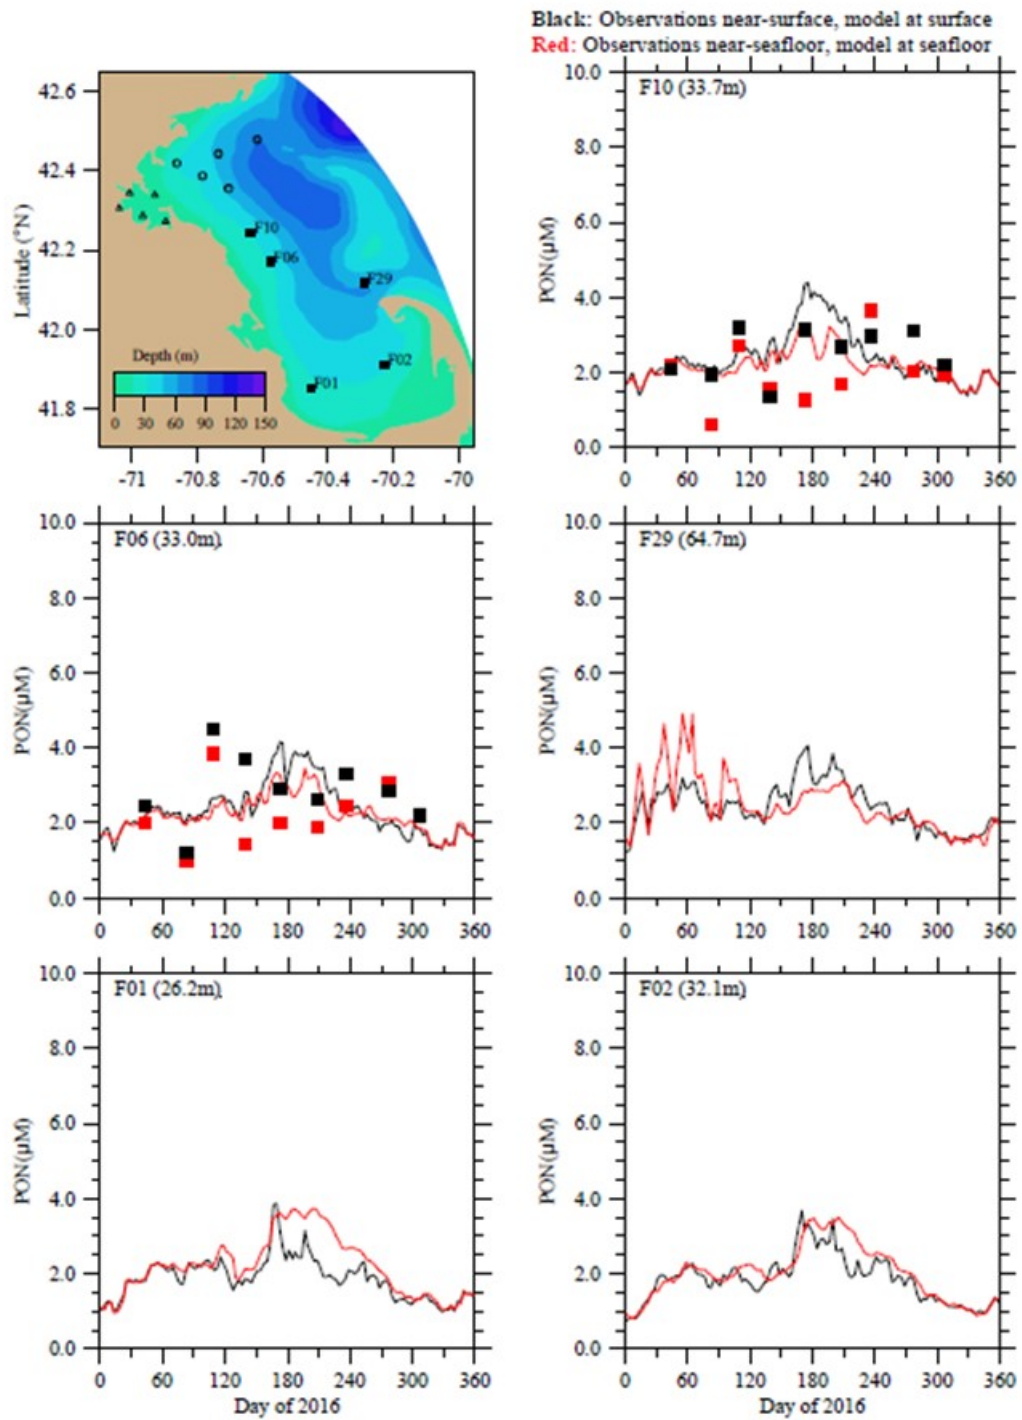 Black: Observations near-surface, model at surface
Red: Observations near-seafloor, model at seafloor
42.6
42.4
42.2
42.0
41.8
Latitude (°N)
F10
F06
F29
F02
F01
Depth (m)
0 30 60 90 120 150
-71 -70.8 -70.6 -70.4 -70.2 -70
F10 (33.7m)
10.0
8.0
6.0
4.0
2.0
0.0
PON(µM)
0 60 120 180 240 300 360
F06 (33.0m)
10.0
8.0
6.0
4.0
2.0
0.0
PON(µM)
0 60 120 180 240 300 360
F29 (64.7m)
10.0
8.0
6.0
4.0
2.0
0.0
PON(µM)
0 60 120 180 240 300 360
F01 (26.2m)
10.0
8.0
6.0
4.0
2.0
0.0
PON(µM)
0 60 120 180 240 300 360
Day of 2016
F02 (32.1m)
10.0
8.0
6.0
4.0
2.0
0.0
PON(µM)
0 60 120 180 240 300 360
Day of 2016